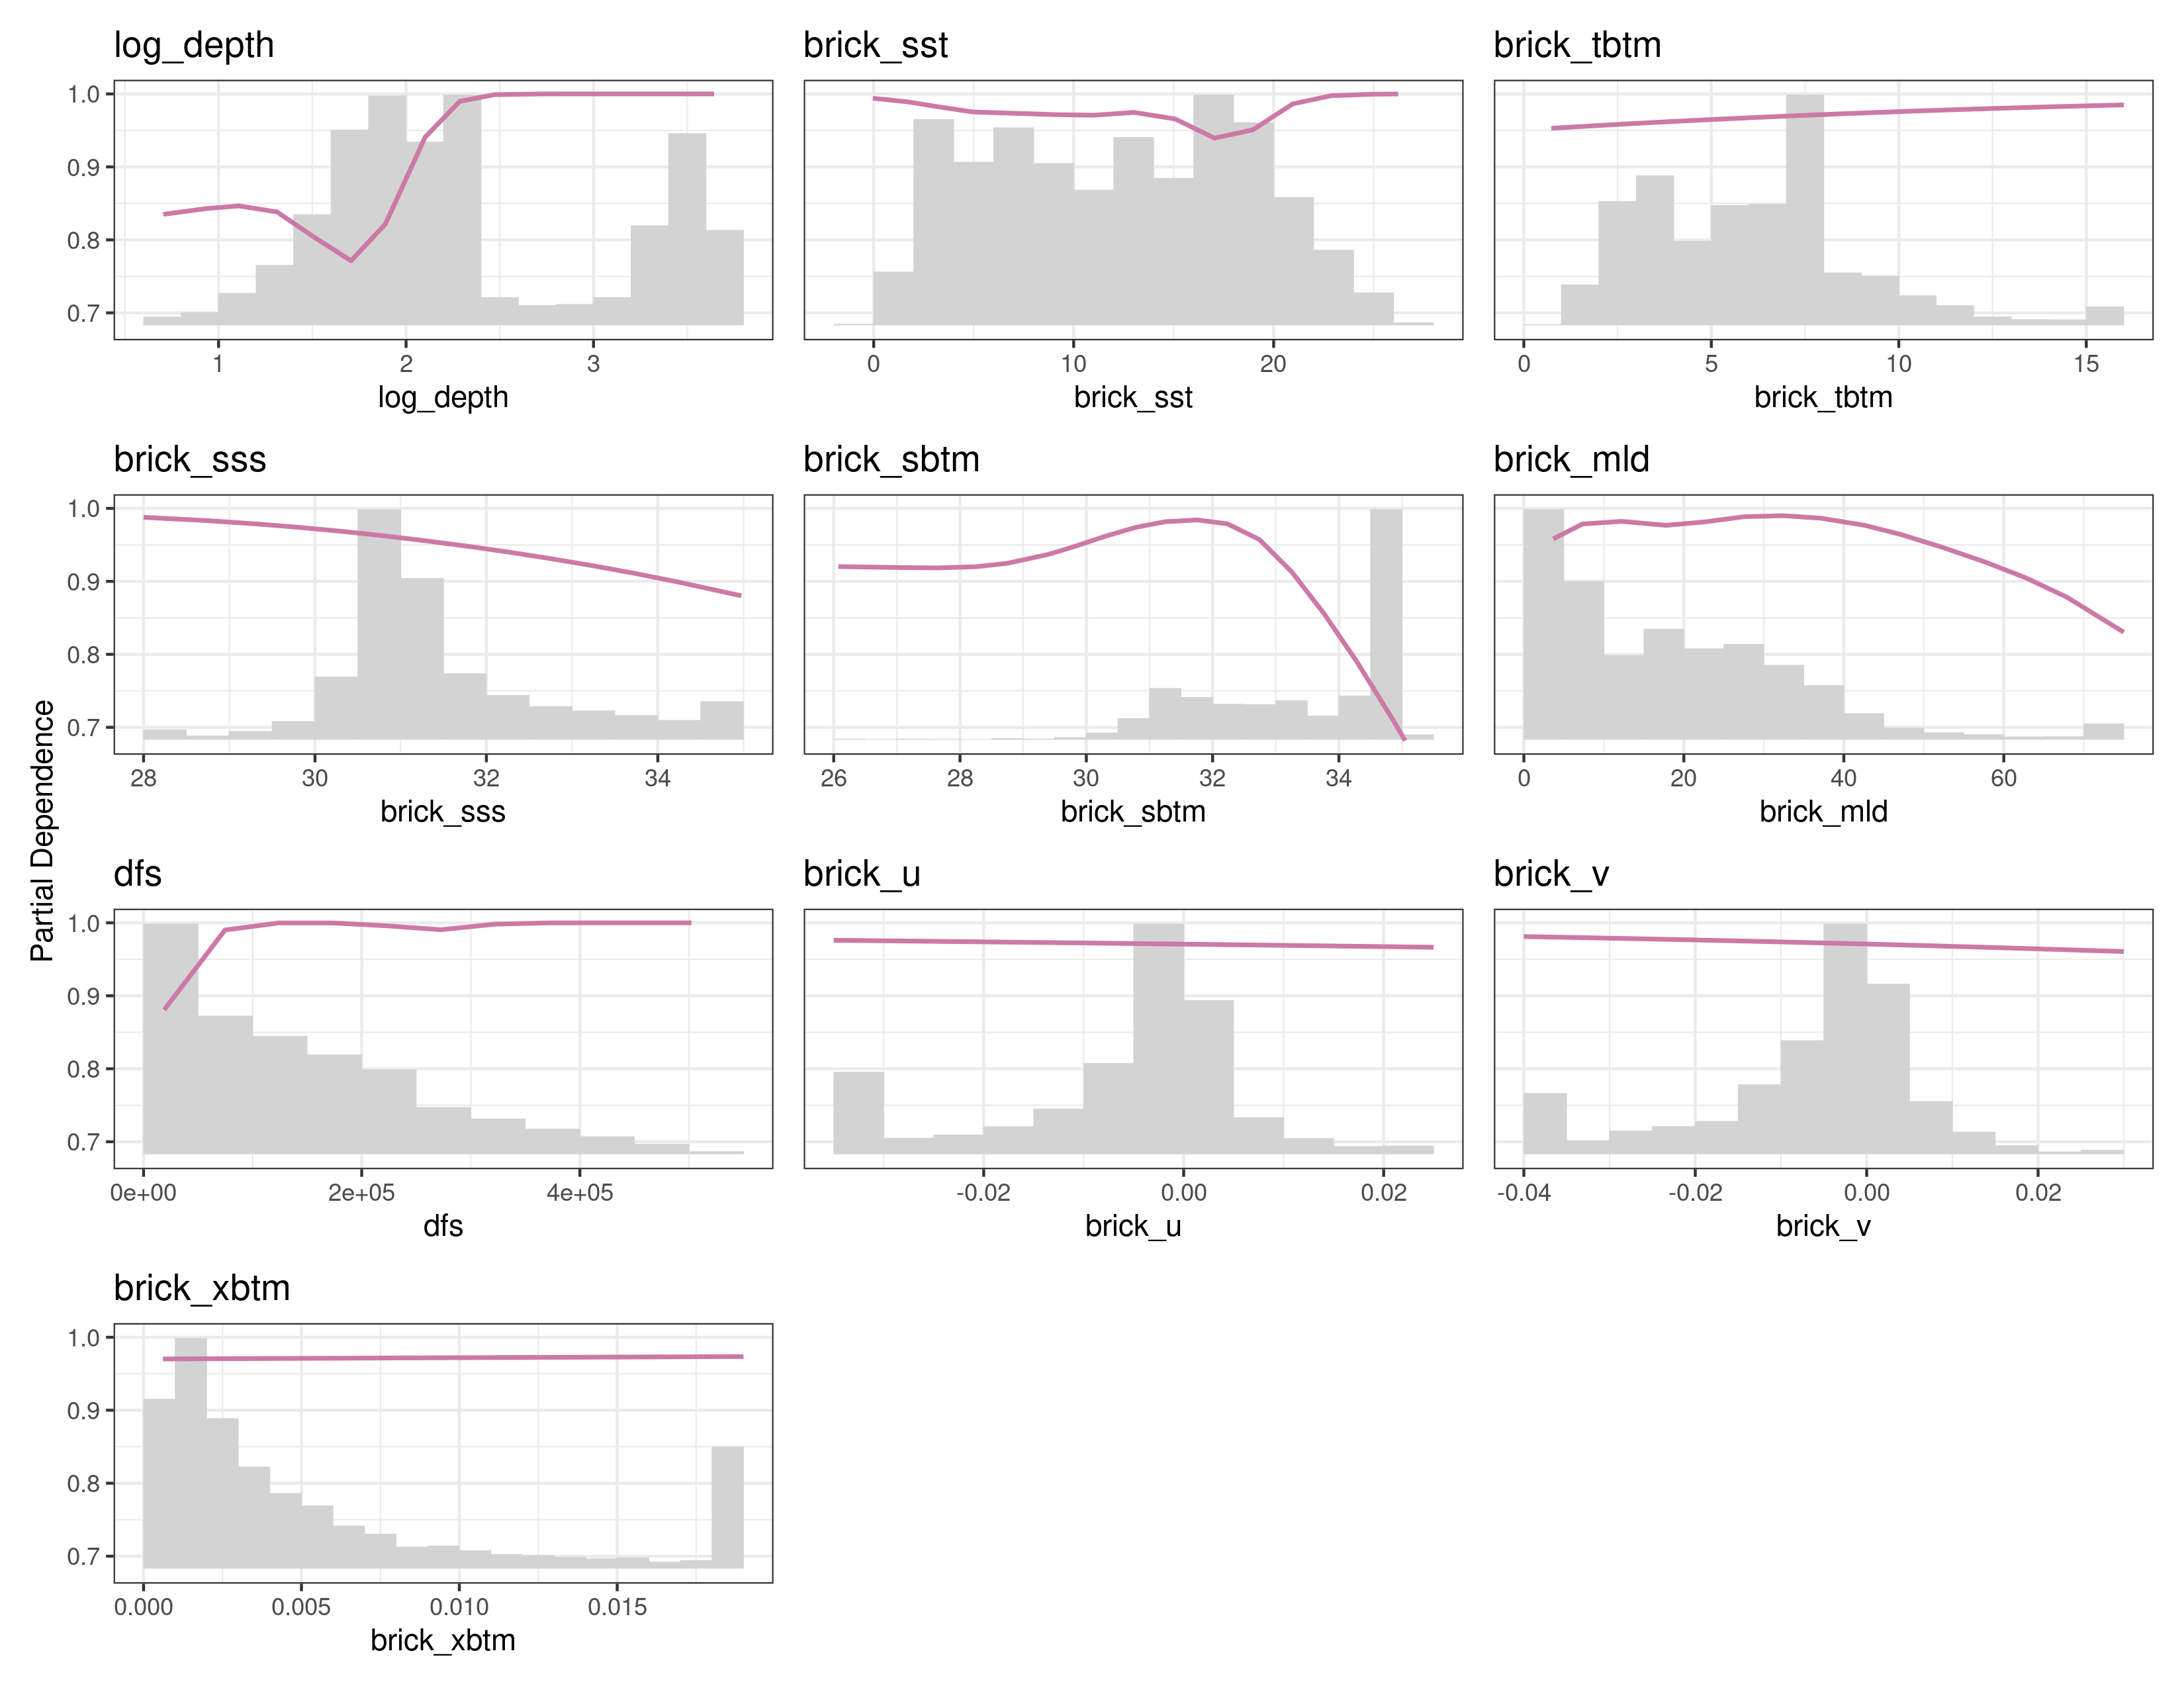 log_depth
brick_sst
brick_tbtm
1.0
0.9
0.8
0.7
1 2 3
0 10 20
0 5 10 15
log_depth
brick_sst
brick_tbtm
brick_sss
brick_sbtm
brick_mld
1.0
0.9
0.8
0.7
28 30 32 34
26 28 30 32 34
0 20 40 60
brick_sss
brick_sbtm
brick_mld
Partial Dependence
dfs
brick_u
brick_v
1.0
0.9
0.8
0.7
0e+00 2e+05 4e+05
-0.02 0.00 0.02
-0.04 -0.02 0.00 0.02
dfs
brick_u
brick_v
brick_xbtm
1.0
0.9
0.8
0.7
0.000 0.005 0.010 0.015
brick_xbtm